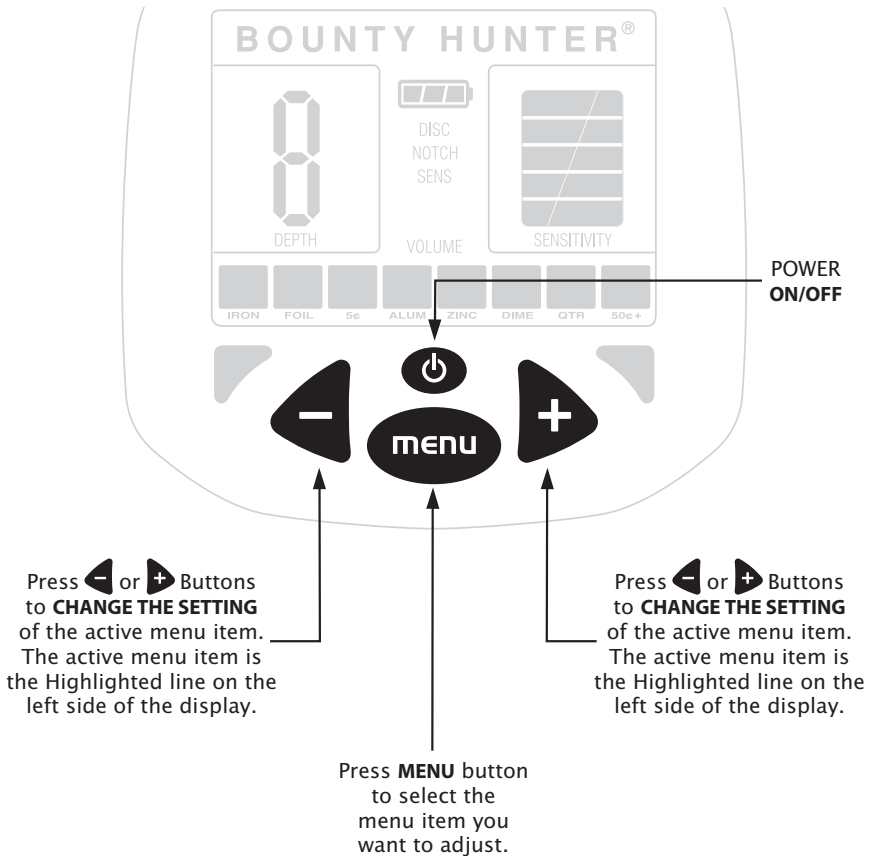 BOUNTY HUNTER®
DISC
NOTCH
SENS
DEPTH
VOLUME
SENSITIVITY
IRON FOIL 5¢ ALUM ZINC DIME QTR 50¢+
POWER
ON/OFF
-
+
menu
Press - or + Buttons
to CHANGE THE SETTING
of the active menu item.
The active menu item is
the Highlighted line on the
left side of the display.
Press - or + Buttons
to CHANGE THE SETTING
of the active menu item.
The active menu item is
the Highlighted line on the
left side of the display.
Press MENU button
to select the
menu item you
want to adjust.